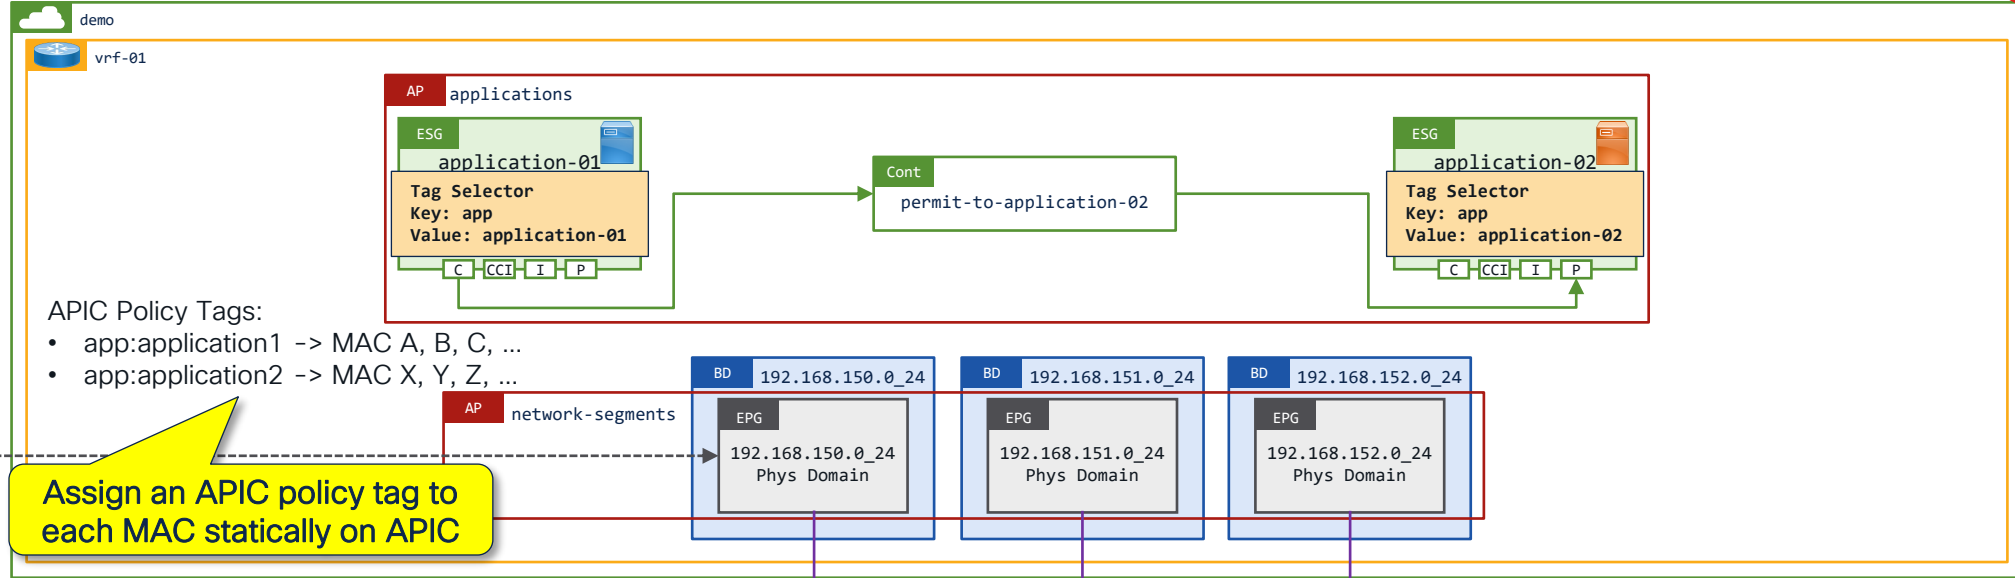 demo
vrf-01
AP
applications
ESG
application-01
Tag Selector
Key: app
Value: application-01
C
CCI
I
P
Cont
permit-to-application-02
ESG
application-02
Tag Selector
Key: app
Value: application-02
C
CCI
I
P
APIC Policy Tags:
• app:application1 -> MAC A, B, C, ...
• app:application2 -> MAC X, Y, Z, ...
Assign an APIC policy tag to
each MAC statically on APIC
AP
network-segments
BD
192.168.150.0_24
EPG
192.168.150.0_24
Phys Domain
BD
192.168.151.0_24
EPG
192.168.151.0_24
Phys Domain
BD
192.168.152.0_24
EPG
192.168.152.0_24
Phys Domain